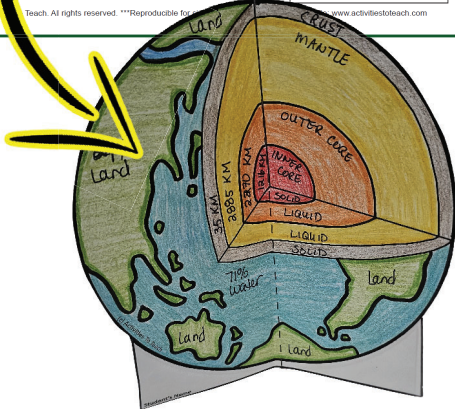 Teach. All rights reserved. ***Reproducible for
www.activitiestoteach.com
Land
CRUST
MANTLE
OUTER CORE
INNER
CORE
SOLID
LIQUID
LIQUID
SOLID
35 KM
2885 KM
2270 KM
1216 KM
Land
71%
Water
Land
Land
Land
Student's Name